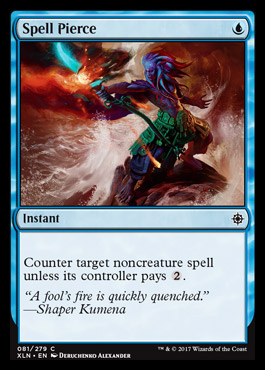 Spell Pierce
Instant
Counter target noncreature spell
unless its controller pays 2.
"A fool's fire is quickly quenched."
—Shaper Kumena
081/279 C
XLN • EN Deruchenko Alexander
™ & © 2017 Wizards of the Coast